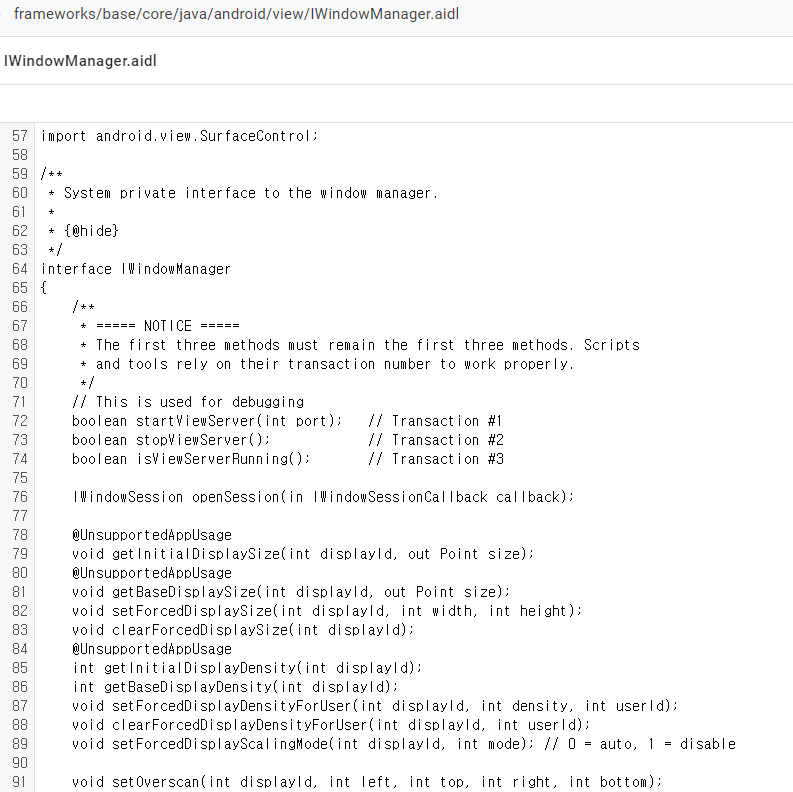 frameworks/base/core/java/android/view/IWindowManager.aidl
IWindowManager.aidl
57 import android.view.SurfaceControl;
58
59 /**
60  * System private interface to the window manager.
61  *
62  * {@hide}
63  */
64 interface IWindowManager
65 {
66     /**
67      * ===== NOTICE =====
68      * The first three methods must remain the first three methods. Scripts
69      * and tools rely on their transaction number to work properly.
70      */
71     // This is used for debugging
72     boolean startViewServer(int port);   // Transaction #1
73     boolean stopViewServer();            // Transaction #2
74     boolean isViewServerRunning();       // Transaction #3
75
76     IWindowSession openSession(in IWindowSessionCallback callback);
77
78     @UnsupportedAppUsage
79     void getInitialDisplaySize(int displayId, out Point size);
80     @UnsupportedAppUsage
81     void getBaseDisplaySize(int displayId, out Point size);
82     void setForcedDisplaySize(int displayId, int width, int height);
83     void clearForcedDisplaySize(int displayId);
84     @UnsupportedAppUsage
85     int getInitialDisplayDensity(int displayId);
86     int getBaseDisplayDensity(int displayId);
87     void setForcedDisplayDensityForUser(int displayId, int density, int userId);
88     void clearForcedDisplayDensityForUser(int displayId, int userId);
89     void setForcedDisplayScalingMode(int displayId, int mode); // 0 = auto, 1 = disable
90
91     void setOverscan(int displayId, int left, int top, int right, int bottom);